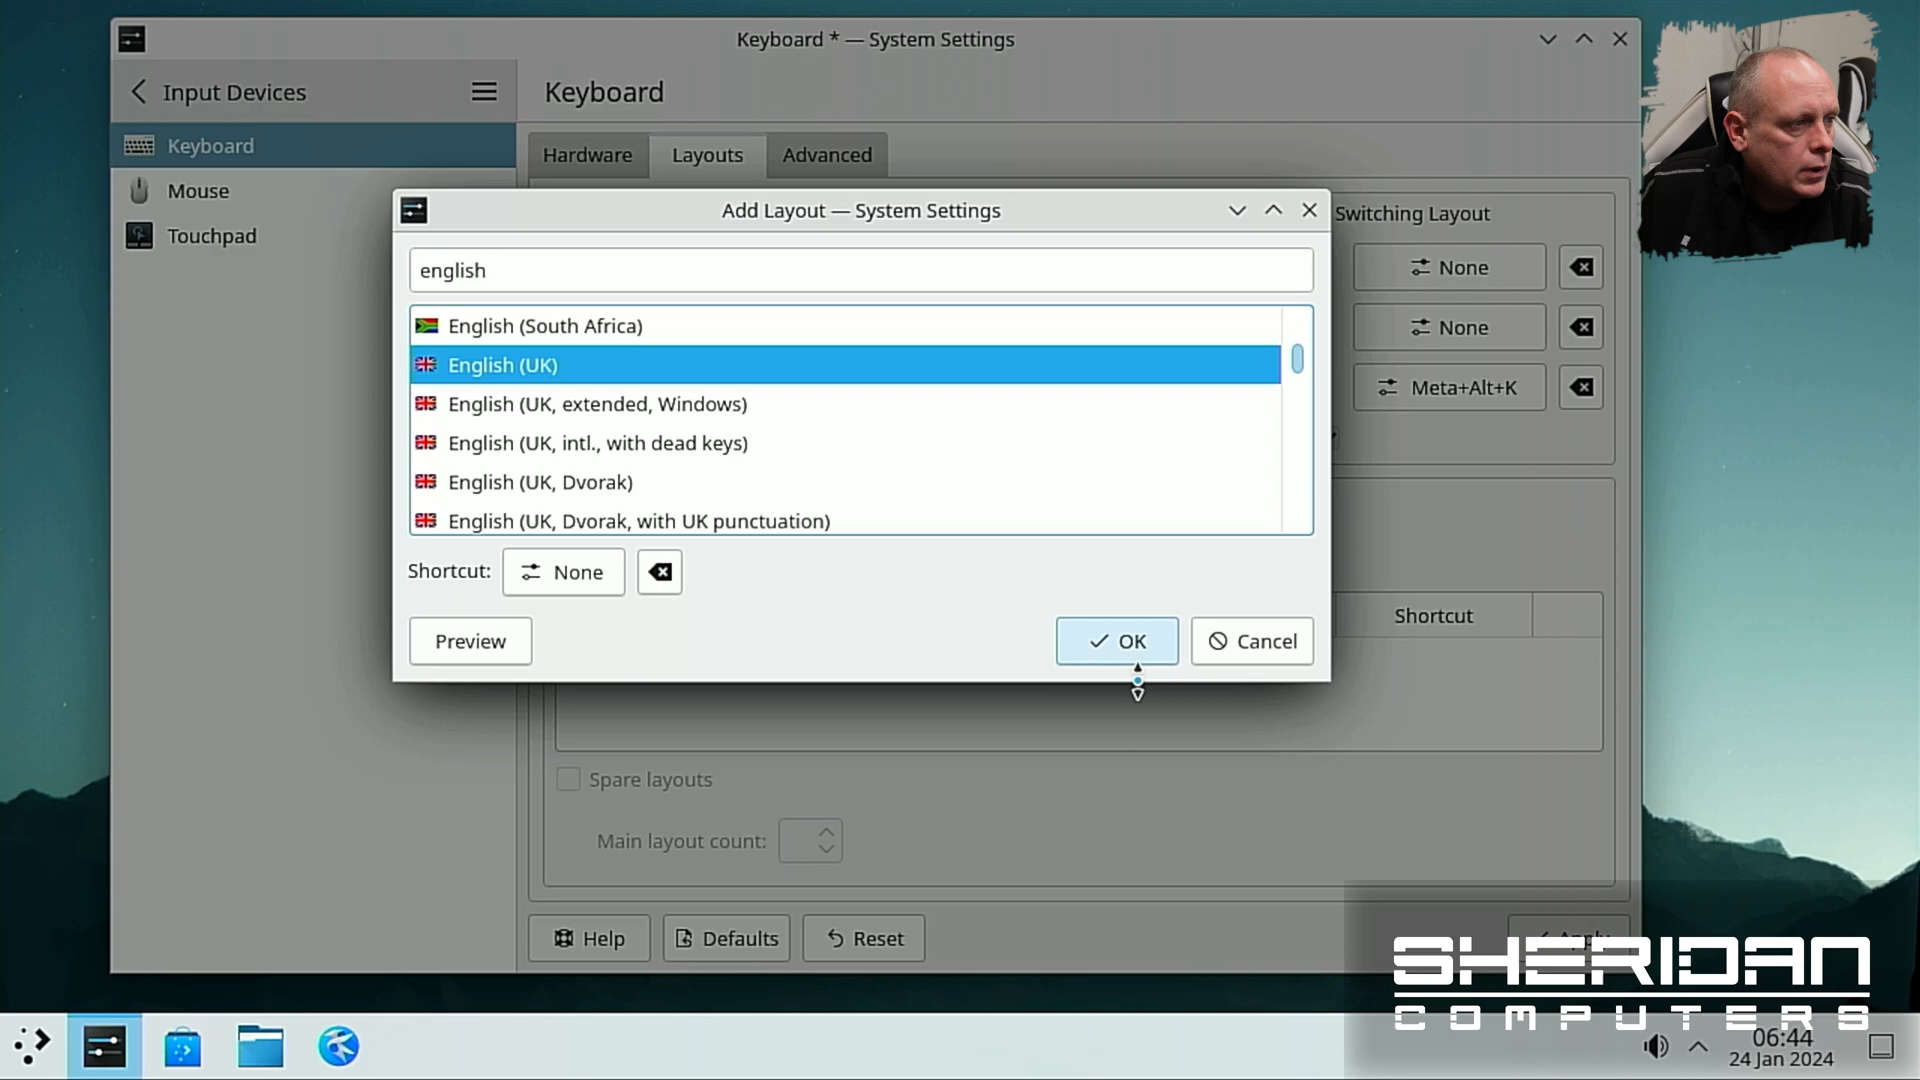 Keyboard * — System Settings
Input Devices
Keyboard
Keyboard
Mouse
Touchpad
Hardware
Layouts
Advanced
Switching Layout
None
None
Meta+Alt+K
Add Layout — System Settings
english
English (South Africa)
English (UK)
English (UK, extended, Windows)
English (UK, intl., with dead keys)
English (UK, Dvorak)
English (UK, Dvorak, with UK punctuation)
Shortcut:
None
Preview
OK
Cancel
Shortcut
Spare layouts
Main layout count:
Help
Defaults
Reset
Apply
SHERIDAN
COMPUTERS
06:44
24 Jan 2024